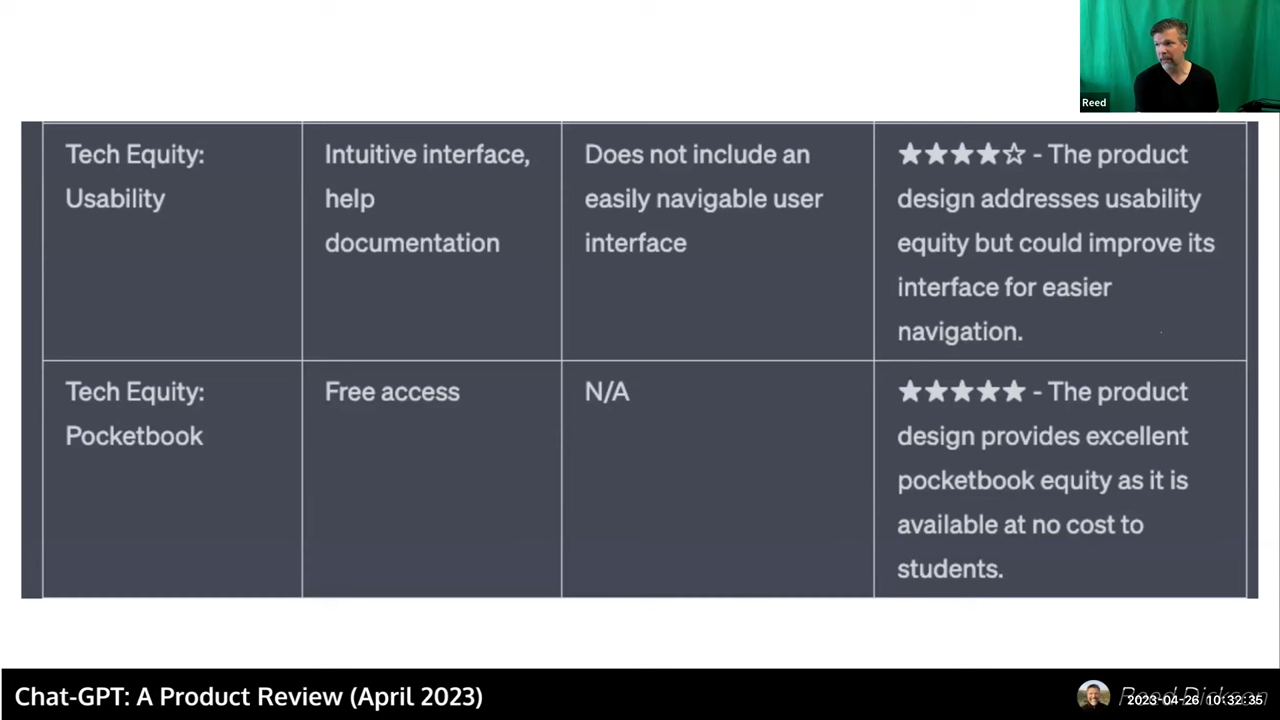 Reed
Tech Equity:
Usability
Intuitive interface,
help
documentation
Does not include an
easily navigable user
interface
★★★★☆ - The product
design addresses usability
equity but could improve its
interface for easier
navigation.
Tech Equity:
Pocketbook
Free access
N/A
★★★★★ - The product
design provides excellent
pocketbook equity as it is
available at no cost to
students.
Chat-GPT: A Product Review (April 2023)
Reed Dickson
2023-04-26 10:32:35